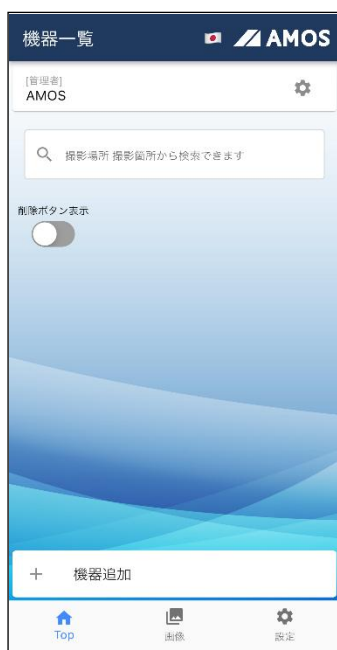 機器一覧
AMOS
[管理者]
AMOS
撮影場所 撮影箇所から検索できます
削除ボタン表示
機器追加
Top
画像
設定